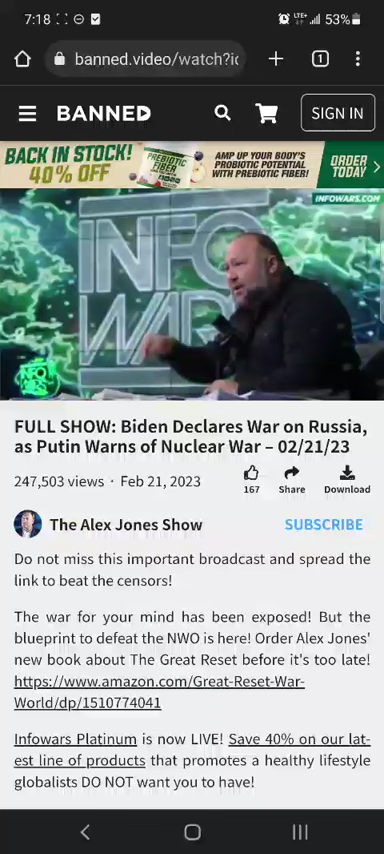 7:18 LTE+ 53%
banned.video/watch?ic 1
BANNED SIGN IN
BACK IN STOCK!
40% OFF
PREBIOTIC
FIBER
AMP UP YOUR BODY'S
PROBIOTIC POTENTIAL
WITH PREBIOTIC FIBER!
ORDER
TODAY
INFOWARS.COM
INFO
WAR
INFO
WARS
FULL SHOW: Biden Declares War on Russia,
as Putin Warns of Nuclear War – 02/21/23
247,503 views · Feb 21, 2023
167 Share Download
The Alex Jones Show SUBSCRIBE
Do not miss this important broadcast and spread the
link to beat the censors!
The war for your mind has been exposed! But the
blueprint to defeat the NWO is here! Order Alex Jones'
new book about The Great Reset before it's too late!
https://www.amazon.com/Great-Reset-War-
World/dp/1510774041
Infowars Platinum is now LIVE! Save 40% on our lat-
est line of products that promotes a healthy lifestyle
globalists DO NOT want you to have!